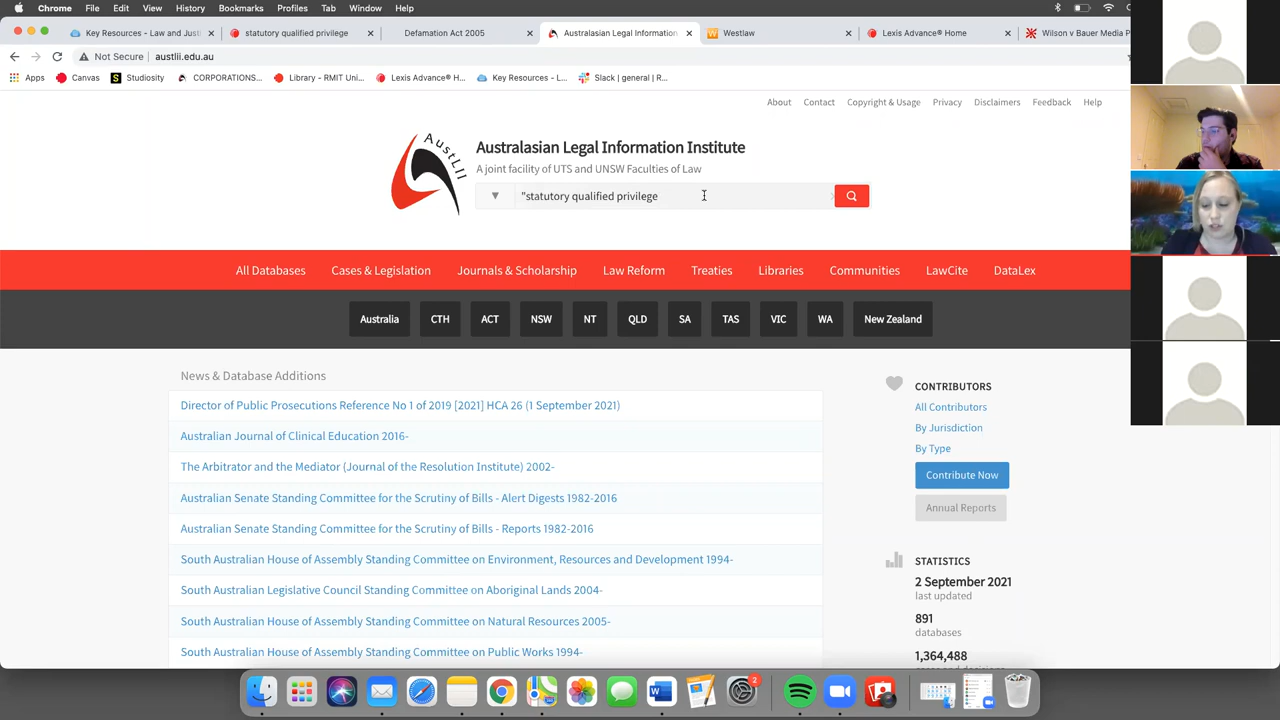 Chrome File Edit View History Bookmarks Profiles Tab Window Help
Key Resources - Law and Justi
statutory qualified privilege
Defamation Act 2005
Australasian Legal Information
Westlaw
Lexis Advance® Home
Wilson v Bauer Media P
Not Secure austlii.edu.au
Apps Canvas Studiosity CORPORATIONS... Library - RMIT Uni... Lexis Advance® H... Key Resources - L... Slack | general | R...
About Contact Copyright & Usage Privacy Disclaimers Feedback Help
AustLII
Australasian Legal Information Institute
A joint facility of UTS and UNSW Faculties of Law
"statutory qualified privilege
All Databases Cases & Legislation Journals & Scholarship Law Reform Treaties Libraries Communities LawCite DataLex
Australia CTH ACT NSW NT QLD SA TAS VIC WA New Zealand
News & Database Additions
Director of Public Prosecutions Reference No 1 of 2019 [2021] HCA 26 (1 September 2021)
Australian Journal of Clinical Education 2016-
The Arbitrator and the Mediator (Journal of the Resolution Institute) 2002-
Australian Senate Standing Committee for the Scrutiny of Bills - Alert Digests 1982-2016
Australian Senate Standing Committee for the Scrutiny of Bills - Reports 1982-2016
South Australian House of Assembly Standing Committee on Environment, Resources and Development 1994-
South Australian Legislative Council Standing Committee on Aboriginal Lands 2004-
South Australian House of Assembly Standing Committee on Natural Resources 2005-
South Australian House of Assembly Standing Committee on Public Works 1994-
CONTRIBUTORS
All Contributors
By Jurisdiction
By Type
Contribute Now
Annual Reports
STATISTICS
2 September 2021
last updated
891
databases
1,364,488
2